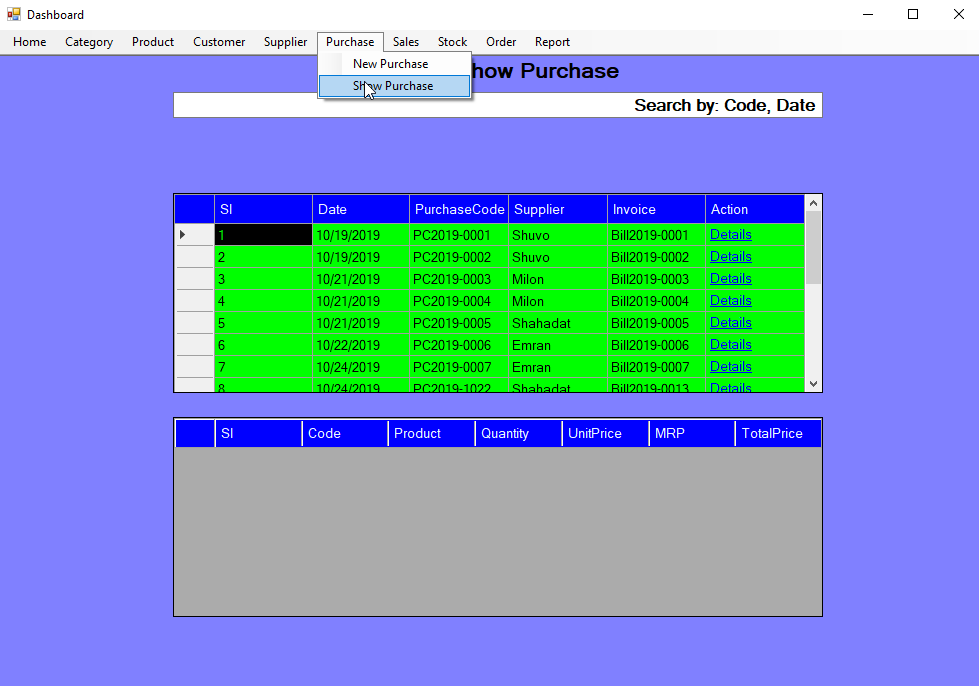 Dashboard
Home Category Product Customer Supplier Purchase Sales Stock Order Report
New Purchase
Show Purchase
how Purchase
Search by: Code, Date
Sl Date PurchaseCode Supplier Invoice Action
1 10/19/2019 PC2019-0001 Shuvo Bill2019-0001 Details
2 10/19/2019 PC2019-0002 Shuvo Bill2019-0002 Details
3 10/21/2019 PC2019-0003 Milon Bill2019-0003 Details
4 10/21/2019 PC2019-0004 Milon Bill2019-0004 Details
5 10/21/2019 PC2019-0005 Shahadat Bill2019-0005 Details
6 10/22/2019 PC2019-0006 Emran Bill2019-0006 Details
7 10/24/2019 PC2019-0007 Emran Bill2019-0007 Details
8 10/24/2019 PC2019-1022 Shahadat Bill2019-0013 Details
Sl Code Product Quantity UnitPrice MRP TotalPrice